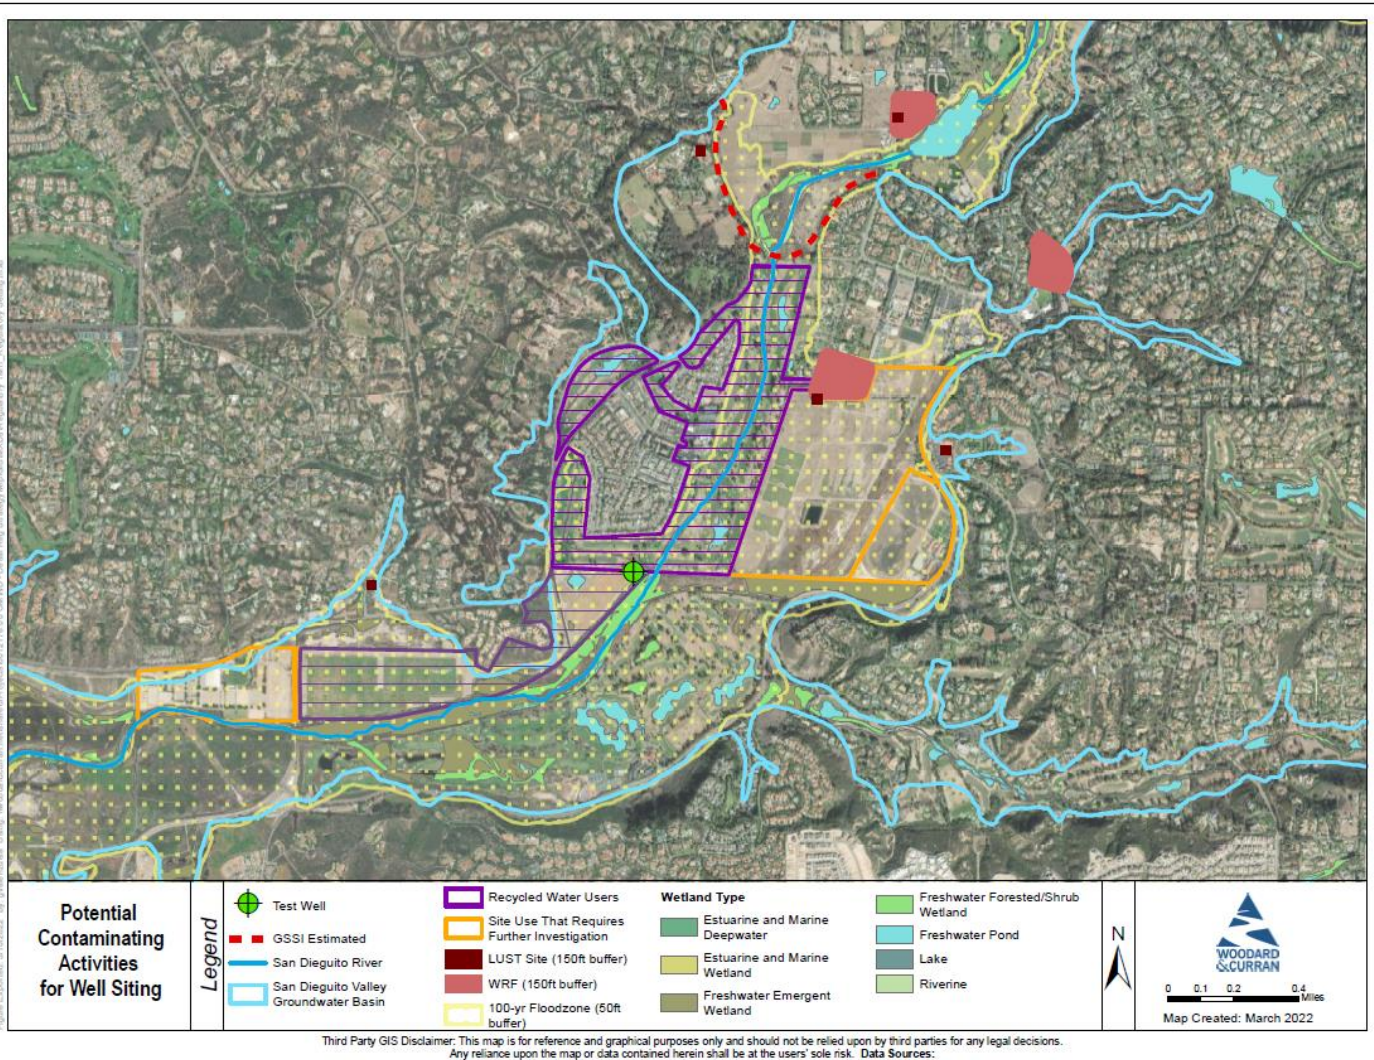 Potential
Contaminating
Activities
for Well Siting
Legend
Test Well
GSSI Estimated
San Dieguito River
San Dieguito Valley
Groundwater Basin
Recycled Water Users
Site Use That Requires
Further Investigation
LUST Site (150ft buffer)
WRF (150ft buffer)
100-yr Floodzone (50ft
buffer)
Wetland Type
Estuarine and Marine
Deepwater
Estuarine and Marine
Wetland
Freshwater Emergent
Wetland
Freshwater Forested/Shrub
Wetland
Freshwater Pond
Lake
Riverine
N
WOODARD
&CURRAN
0 0.1 0.2 0.4
Miles
Map Created: March 2022
Third Party GIS Disclaimer: This map is for reference and graphical purposes only and should not be relied upon by third parties for any legal decisions.
Any reliance upon the map or data contained herein shall be at the users' sole risk. Data Sources: